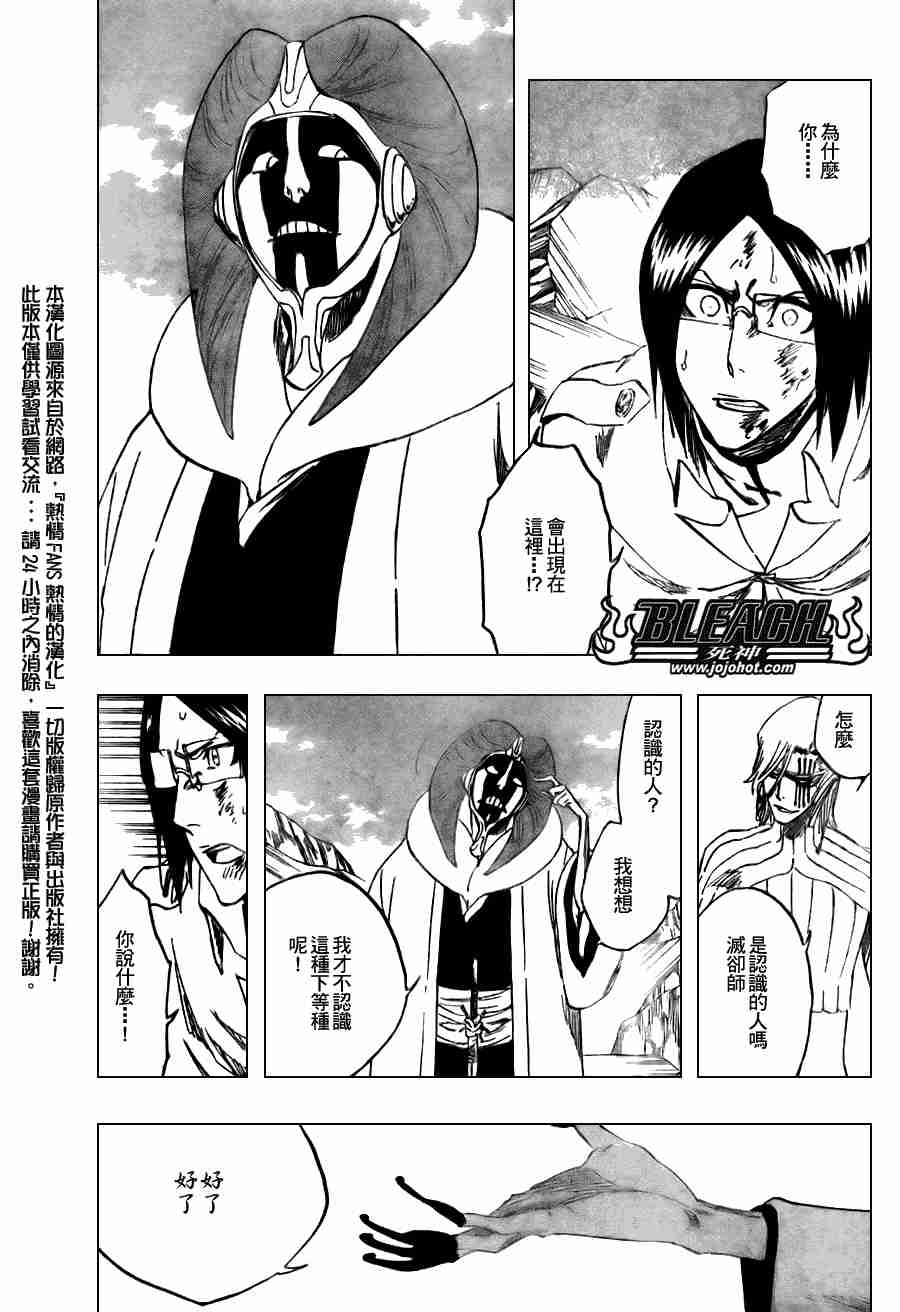 為什麼
你……
會出現在
這裡…!?
BLEACH
死神
www.jojohot.com
怎麼
是認識的人嗎
滅卻師
認識的人?
我想想
我才不認識
這種下等種
呢!
你說什麼…!
好了
好了
本漢化圖源來自於網路,『熱情FANS熱情的漢化』一切版權歸原作者與出版社擁有!
此版本僅供學習試看交流…請24小時之內消除,喜歡這套漫畫請購買正版!謝謝。